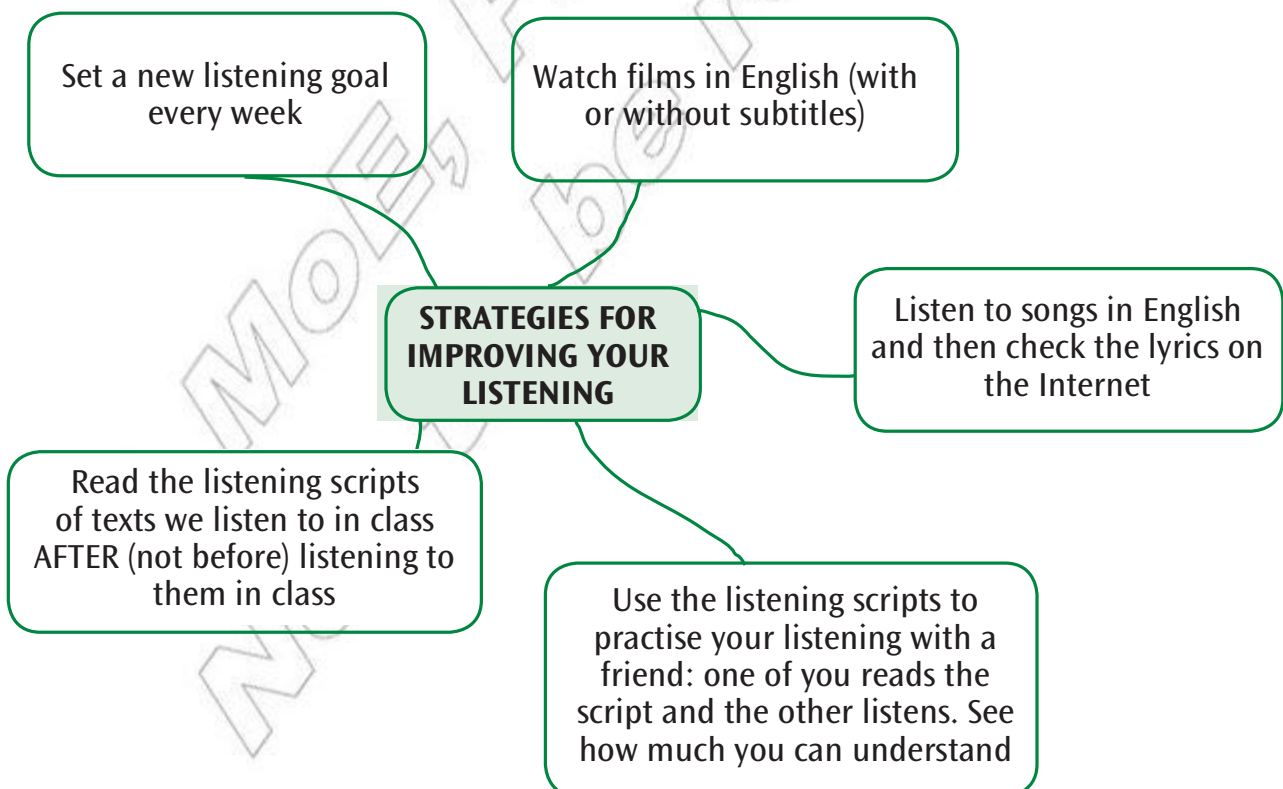 Set a new listening goal
every week
Watch films in English (with
or without subtitles)
STRATEGIES FOR
IMPROVING YOUR
LISTENING
Listen to songs in English
and then check the lyrics on
the Internet
Read the listening scripts
of texts we listen to in class
AFTER (not before) listening to
them in class
Use the listening scripts to
practise your listening with a
friend: one of you reads the
script and the other listens. See
how much you can understand
MoE,
be